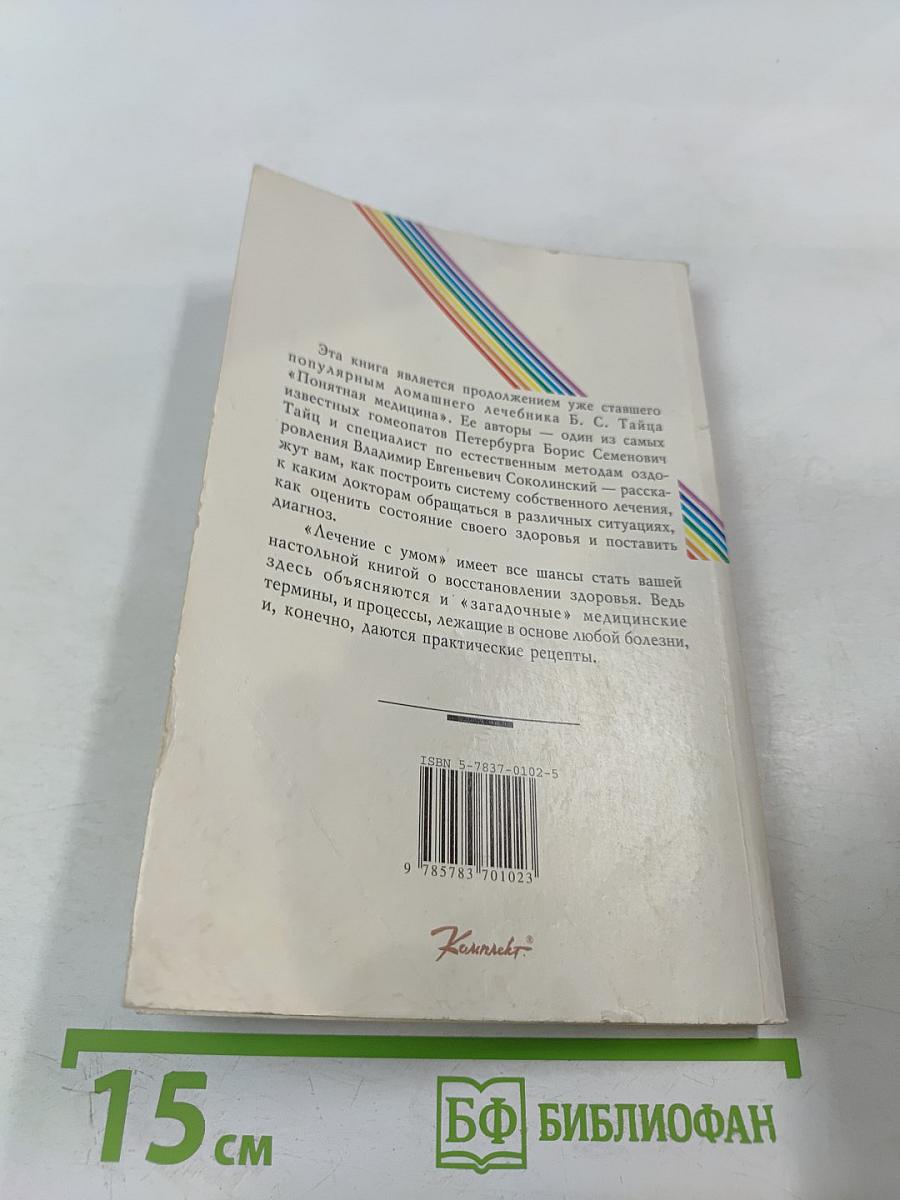 Эта книга является продолжением уже ставшего
популярным домашнего лечебника Б. С. Тайца
«Понятная медицина». Ее авторы — один из самых
известных гомеопатов Петербурга Борис Семенович
Тайц и специалист по естественным методам оздо-
ровления Владимир Евгеньевич Соколинский — расска-
жут вам, как построить систему собственного лечения,
к каким докторам обращаться в различных ситуациях,
как оценить состояние своего здоровья и поставить
диагноз.
«Лечение с умом» имеет все шансы стать вашей
настольной книгой о восстановлении здоровья. Ведь
здесь объясняются и «загадочные» медицинские
термины, и процессы, лежащие в основе любой болезни,
и, конечно, даются практические рецепты.
ISBN 5-7837-0102-5
9 785783 701023
Комплект®
15 см
БФ БИБЛИОФАН